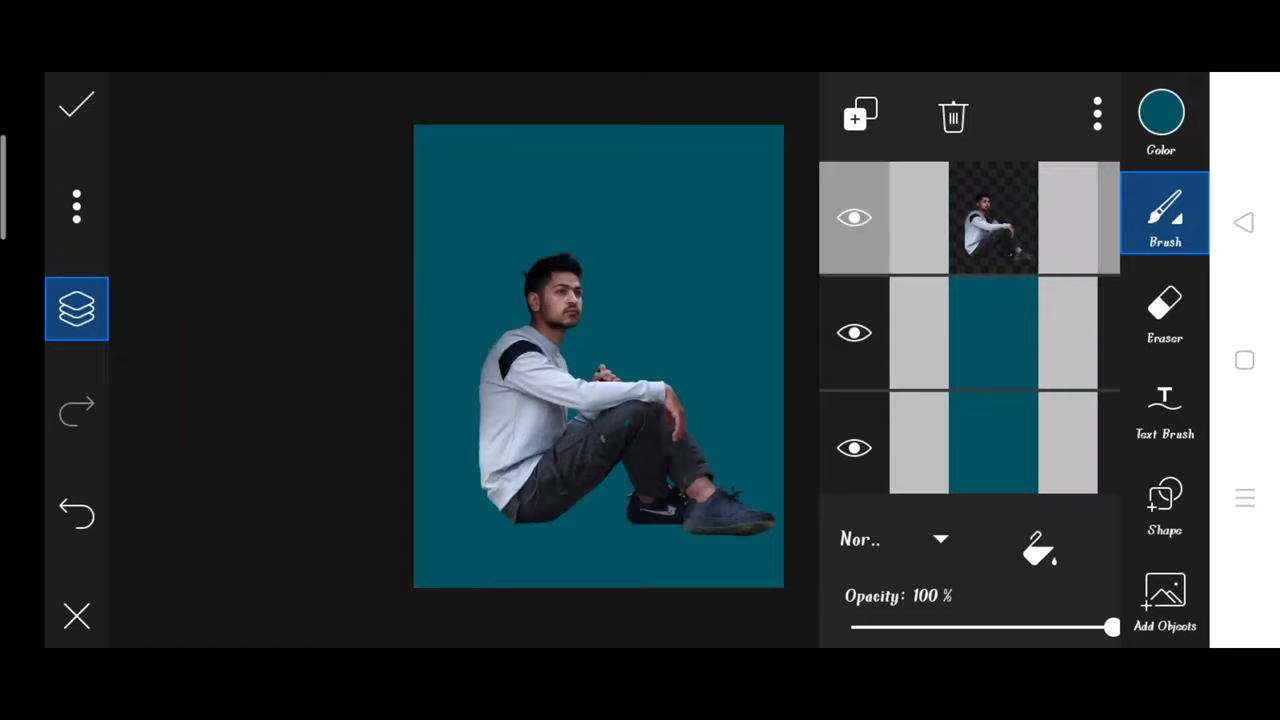 Color
Brush
Eraser
Text Brush
Shape
Add Objects
Nor..
Opacity: 100 %